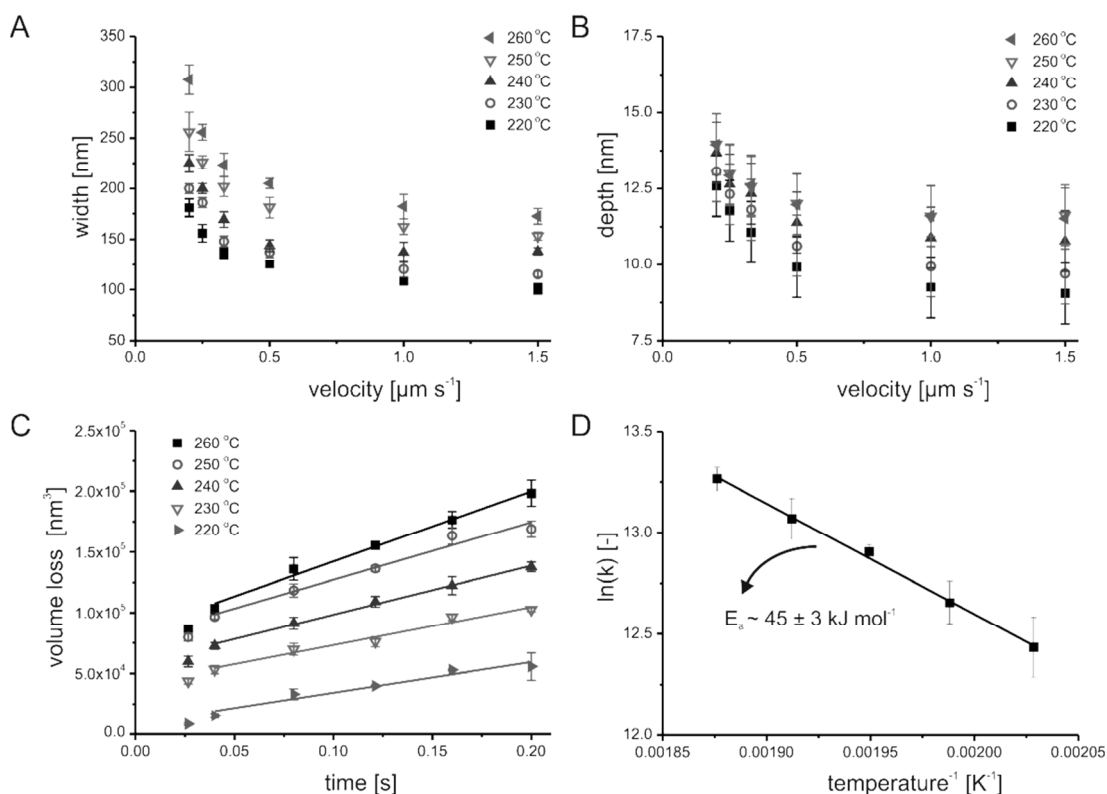 A
260 °C
250 °C
240 °C
230 °C
220 °C
350
300
250
200
150
100
50
width [nm]
0.0
0.5
1.0
1.5
velocity [µm s⁻¹]
B
260 °C
250 °C
240 °C
230 °C
220 °C
17.5
15.0
12.5
10.0
7.5
depth [nm]
0.0
0.5
1.0
1.5
velocity [µm s⁻¹]
C
260 °C
250 °C
240 °C
230 °C
220 °C
2.5x10⁵
2.0x10⁵
1.5x10⁵
1.0x10⁵
5.0x10⁴
0.0
volume loss [nm³]
0.00
0.05
0.10
0.15
0.20
time [s]
D
13.5
13.0
12.5
12.0
ln(k) [-]
Eₐ ~ 45 ± 3 kJ mol⁻¹
0.00185
0.00190
0.00195
0.00200
0.00205
temperature⁻¹ [K⁻¹]